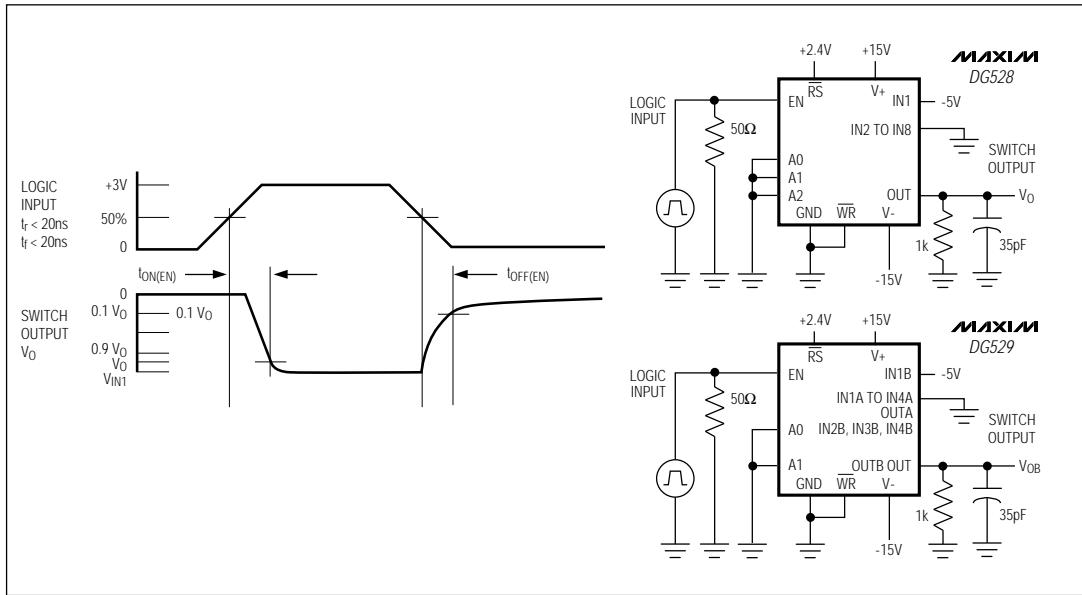 LOGIC
INPUT
tr < 20ns
tf < 20ns
+3V
50%
0
tON(EN)
tOFF(EN)
SWITCH
OUTPUT
VO
0
0.1 VO
0.1 VO
0.9 VO
VO
VIN1
+2.4V
+15V
MAXIM
DG528
LOGIC
INPUT
50Ω
EN
RS
V+
IN1
-5V
IN2 TO IN8
A0
A1
A2
SWITCH
OUTPUT
OUT
VO
GND
WR
V-
1k
35pF
-15V
+2.4V
+15V
MAXIM
DG529
LOGIC
INPUT
50Ω
EN
RS
V+
IN1B
-5V
IN1A TO IN4A
OUTA
IN2B, IN3B, IN4B
A0
A1
SWITCH
OUTPUT
OUTB OUT
VOB
GND
WR
V-
1k
35pF
-15V